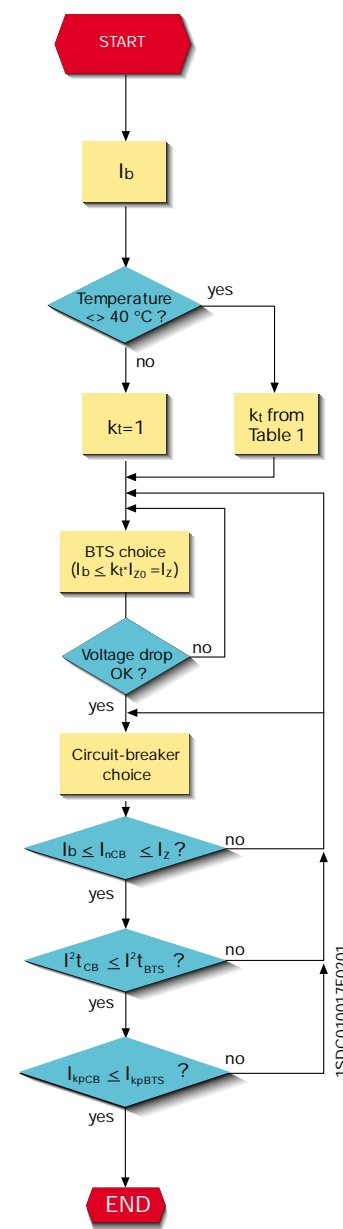 START
Ib
Temperature
<> 40 °C ?
yes
no
kt=1
kt from
Table 1
BTS choice
(Ib ≤ kt*IZ0 =IZ)
Voltage drop
OK ?
no
yes
Circuit-breaker
choice
Ib ≤ InCB ≤ IZ ?
no
yes
I²tCB ≤ I²tBTS ?
no
yes
IkpCB ≤ IkpBTS ?
no
yes
END
1SDC010017F0201